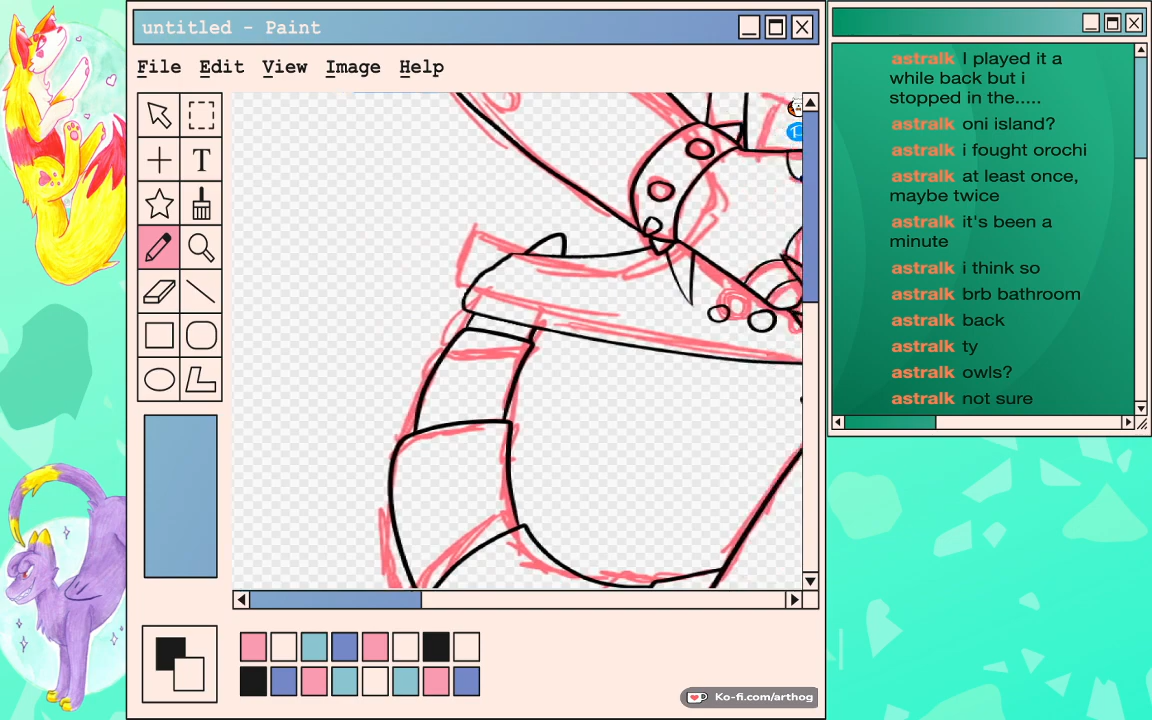 untitled - Paint
File Edit View Image Help
T
Ko-fi.com/arthog
astralk I played it a
while back but i
stopped in the.....
astralk oni island?
astralk i fought orochi
astralk at least once,
maybe twice
astralk it's been a
minute
astralk i think so
astralk brb bathroom
astralk back
astralk ty
astralk owls?
astralk not sure